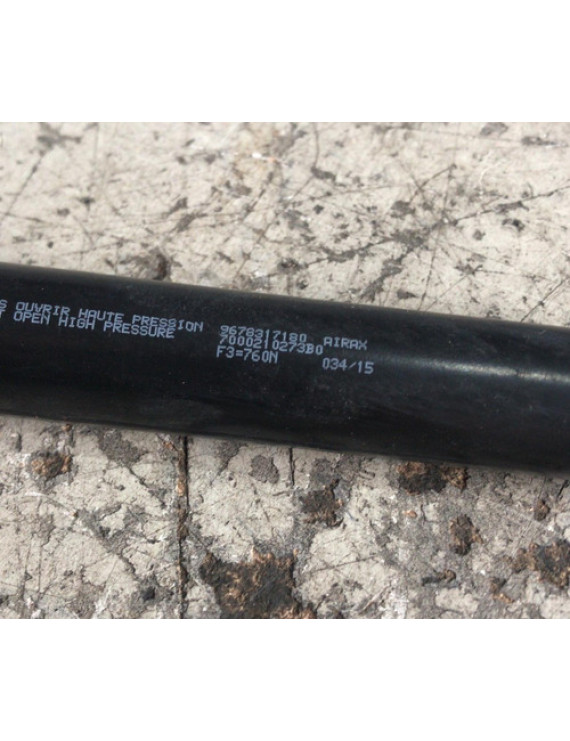 S OUVRIR HAUTE PRESSION 9678317180 AIRAX
T OPEN HIGH PRESSURE 7000210273B0
F3=760N 034/15